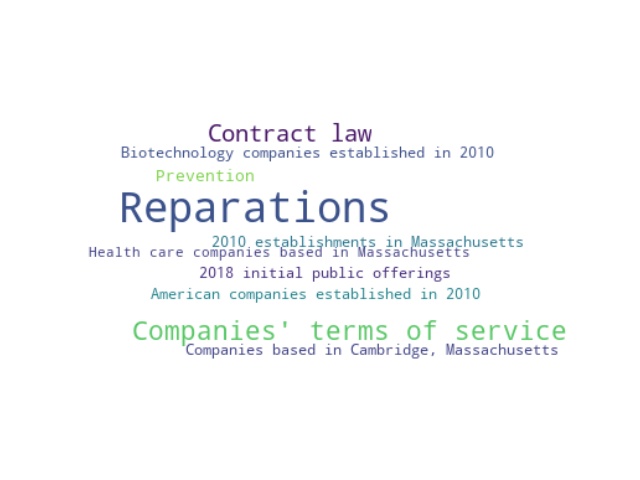 Contract law
Biotechnology companies established in 2010
Prevention
Reparations
2010 establishments in Massachusetts
Health care companies based in Massachusetts
2018 initial public offerings
American companies established in 2010
Companies' terms of service
Companies based in Cambridge, Massachusetts